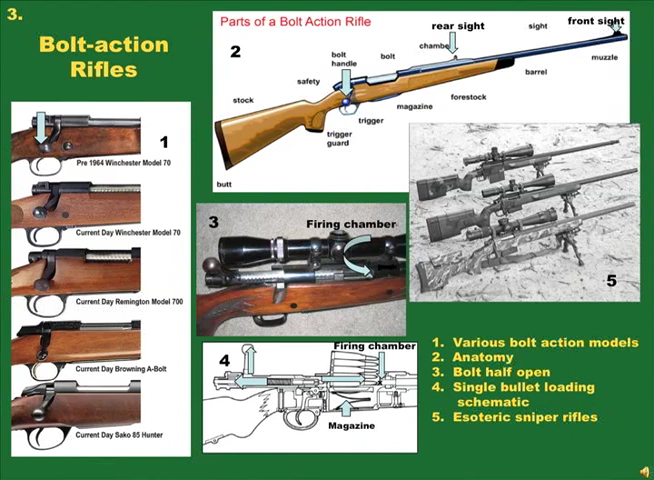 3.
Bolt-action
Rifles
1
Pre 1964 Winchester Model 70
Current Day Winchester Model 70
Current Day Remington Model 700
Current Day Browning A-Bolt
Current Day Sako 85 Hunter
Parts of a Bolt Action Rifle
2
rear sight
sight
front sight
bolt
handle
bolt
chamber
muzzle
safety
barrel
stock
magazine
forestock
trigger
trigger
guard
butt
3
Firing chamber
4
Firing chamber
Magazine
5
1. Various bolt action models
2. Anatomy
3. Bolt half open
4. Single bullet loading
schematic
5. Esoteric sniper rifles